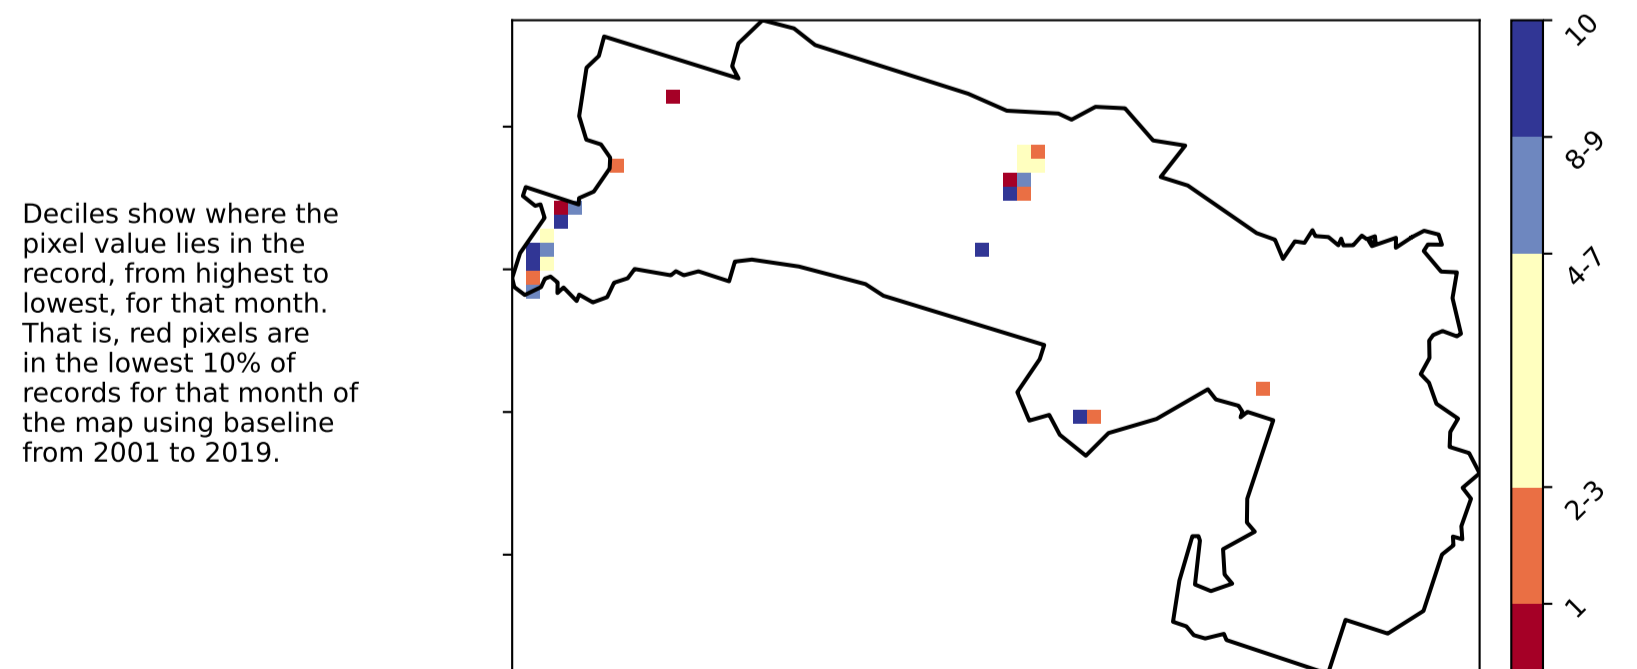 Deciles show where the
pixel value lies in the
record, from highest to
lowest, for that month.
That is, red pixels are
in the lowest 10% of
records for that month of
the map using baseline
from 2001 to 2019.
10
8-9
4-7
2-3
1